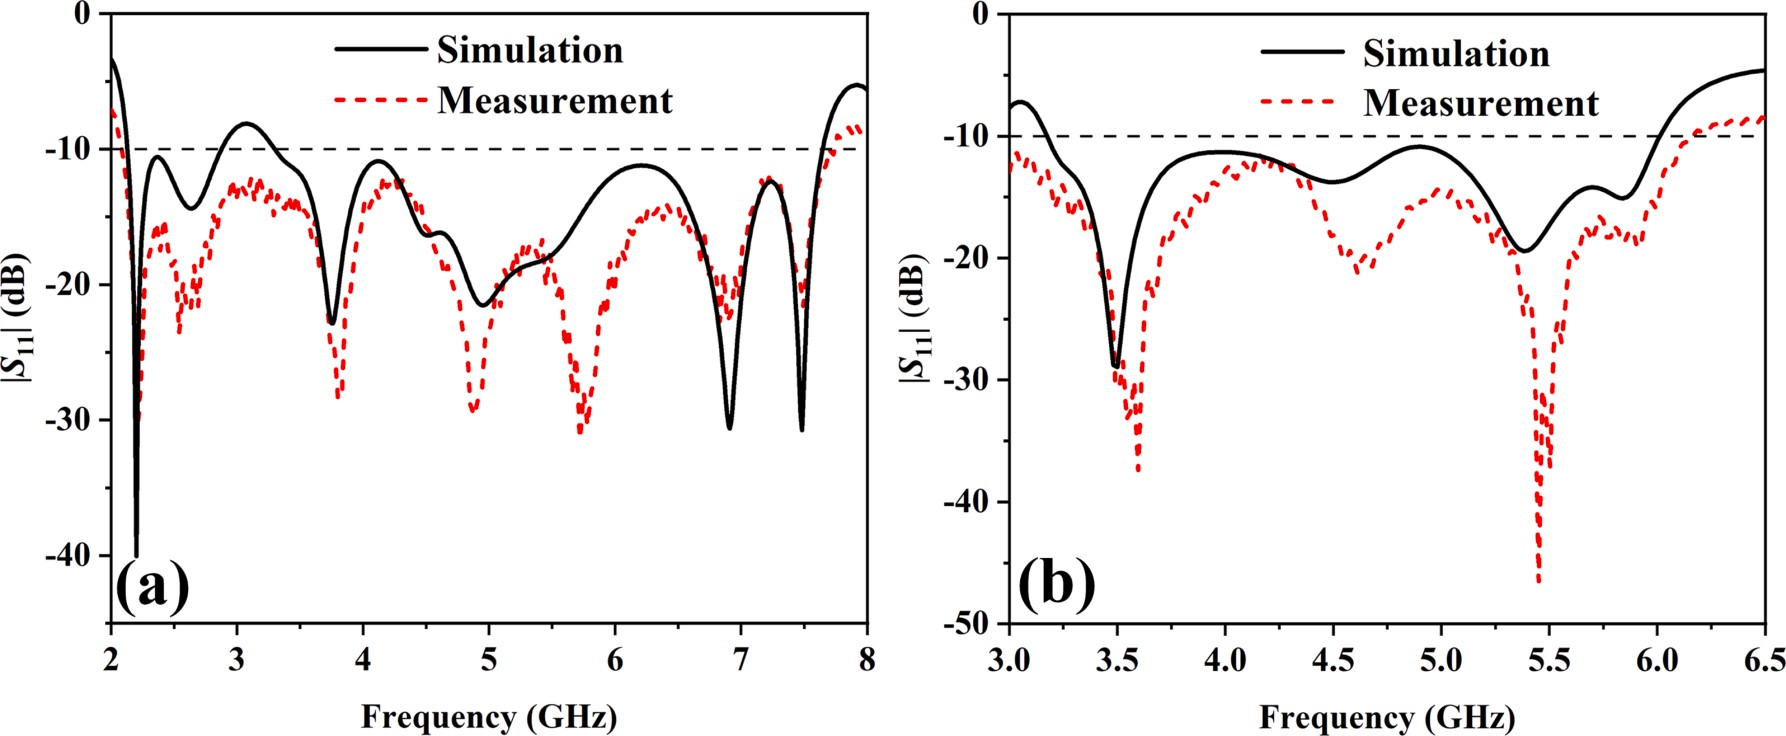 Simulation
Measurement
0
-10
-20
-30
-40
|S11| (dB)
(a)
2 3 4 5 6 7 8
Frequency (GHz)
Simulation
Measurement
0
-10
-20
-30
-40
-50
|S11| (dB)
(b)
3.0 3.5 4.0 4.5 5.0 5.5 6.0 6.5
Frequency (GHz)